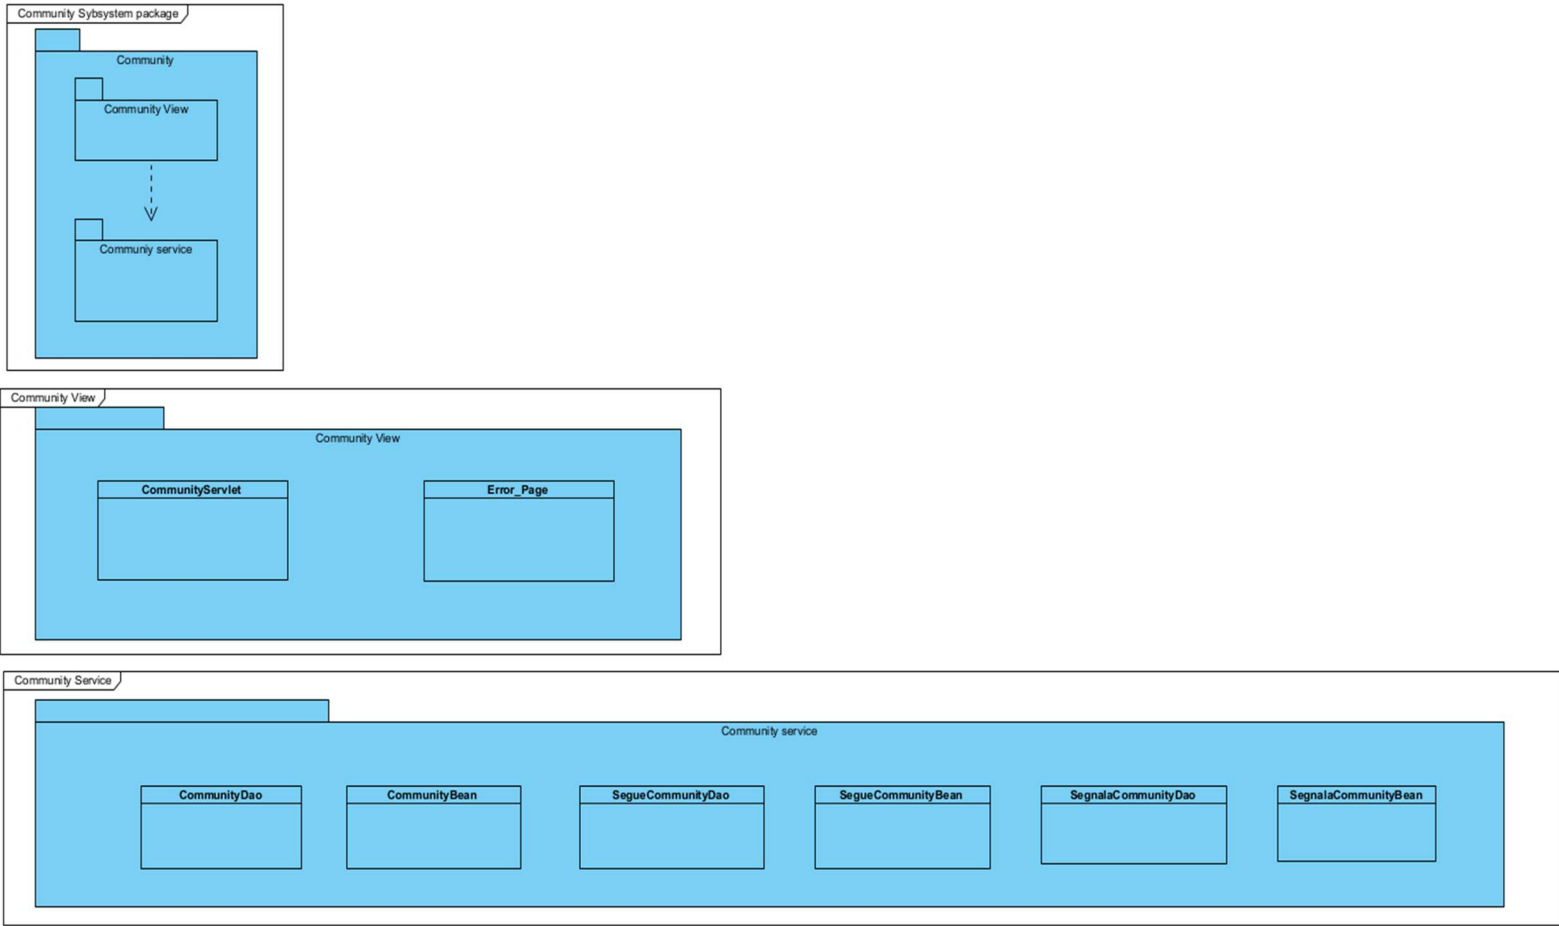 Community Sybsystem package
Community
Community View
Communiy service
Community View
Community View
CommunityServlet
Error_Page
Community Service
Community service
CommunityDao
CommunityBean
SegueCommunityDao
SegueCommunityBean
SegnalaCommunityDao
SegnalaCommunityBean